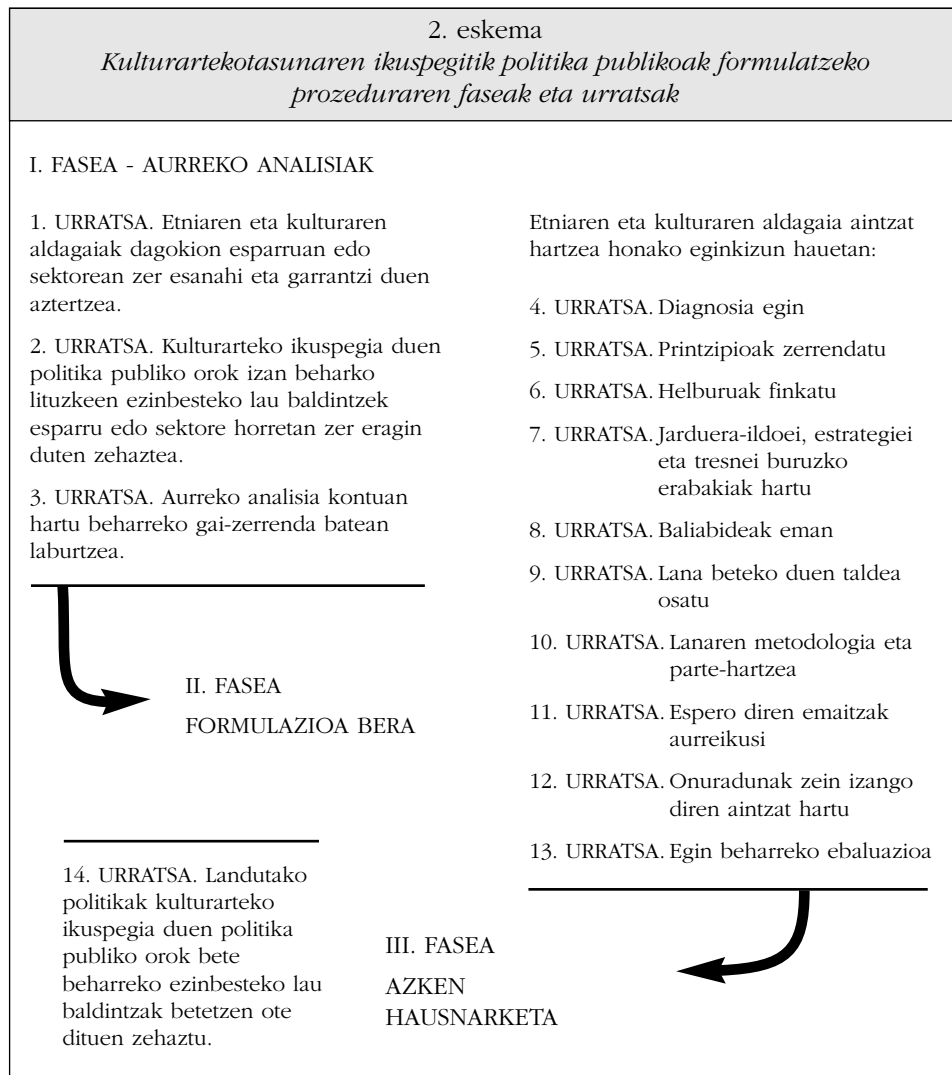 2. eskema
Kulturartekotasunaren ikuspegitik politika publikoak formulatzeko
prozeduraren faseak eta urratsak
I. FASEA - AURREKO ANALISIAK
1. URRATSA. Etniaren eta kulturaren
aldagaiak dagokion esparruan edo
sektorean zer esanahi eta garrantzi duen
aztertzea.
2. URRATSA. Kulturarteko ikuspegia duen
politika publiko orok izan beharko
lituzkeen ezinbesteko lau baldintzek
esparru edo sektore horretan zer eragin
duten zehaztea.
3. URRATSA. Aurreko analisia kontuan
hartu beharreko gai-zerrenda batean
laburtzea.
II. FASEA
FORMULAZIOA BERA
Etniaren eta kulturaren aldagaia aintzat
hartzea honako eginkizun hauetan:
4. URRATSA. Diagnosia egin
5. URRATSA. Printzipioak zerrendatu
6. URRATSA. Helburuak finkatu
7. URRATSA. Jarduera-ildoei, estrategiei
eta tresnei buruzko
erabakiak hartu
8. URRATSA. Baliabideak eman
9. URRATSA. Lana beteko duen taldea
osatu
10. URRATSA. Lanaren metodologia eta
parte-hartzea
11. URRATSA. Espero diren emaitzak
aurreikusi
12. URRATSA. Onuradunak zein izango
diren aintzat hartu
13. URRATSA. Egin beharreko ebaluazioa
III. FASEA
AZKEN
HAUSNARKETA
14. URRATSA. Landutako
politikak kulturarteko
ikuspegia duen politika
publiko orok bete
beharreko ezinbesteko lau
baldintzak betetzen ote
dituen zehaztu.